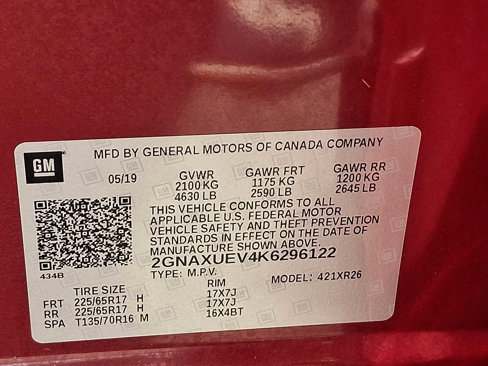 GM
MFD BY GENERAL MOTORS OF CANADA COMPANY
05/19 GVWR GAWR FRT GAWR RR
2100 KG 1175 KG 1200 KG
4630 LB 2590 LB 2645 LB
THIS VEHICLE CONFORMS TO ALL
APPLICABLE U.S. FEDERAL MOTOR
VEHICLE SAFETY AND THEFT PREVENTION
STANDARDS IN EFFECT ON THE DATE OF
MANUFACTURE SHOWN ABOVE.
434B
2GNAXUEV4K6296122
TYPE: M.P.V. MODEL: 421XR26
TIRE SIZE RIM
FRT 225/65R17 H 17X7J
RR 225/65R17 H 17X7J
SPA T135/70R16 M 16X4BT